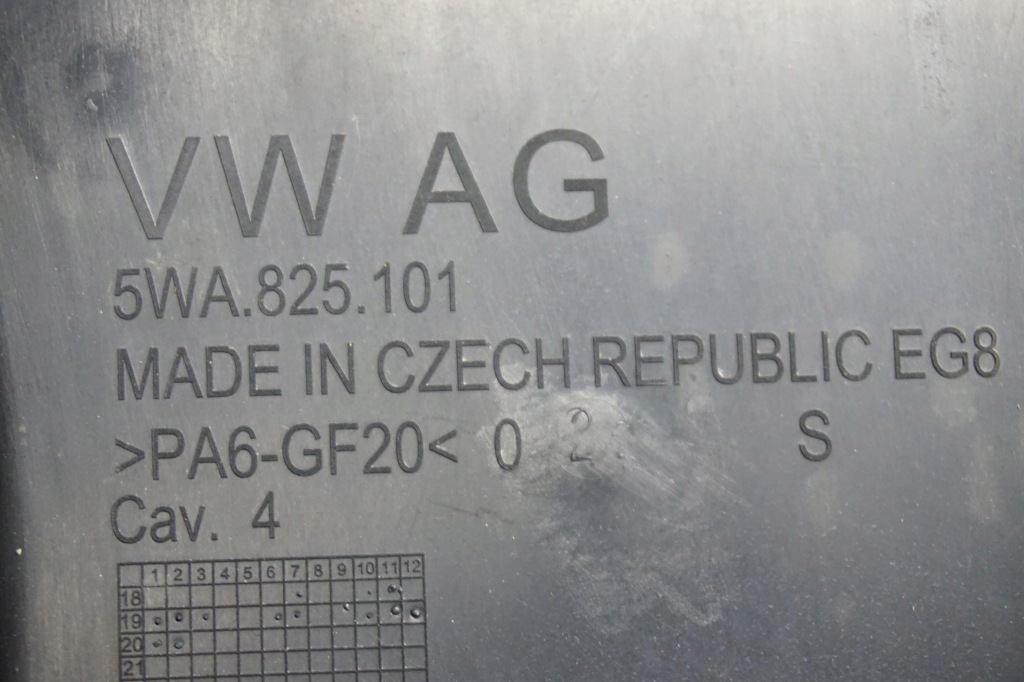 VW AG
5WA.825.101
MADE IN CZECH REPUBLIC EG8
>PA6-GF20< 0 2 S
Cav. 4
1 2 3 4 5 6 7 8 9 10 11 12
18
19
20
21